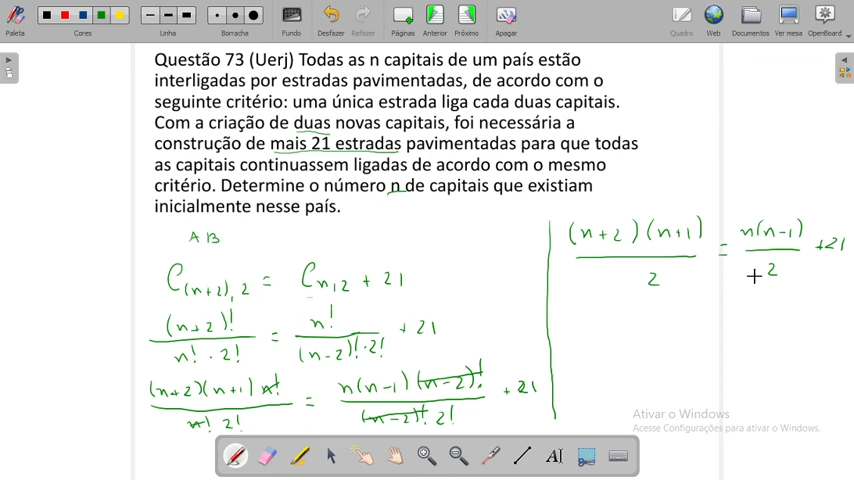 Cores
Linha
Borracha
Paleta
Fundo
Desfazer
Refazer
Páginas
Anterior
Próximo
Apagar
Quadro
Web
Documentos
Ver mesa
OpenBoard
Questão 73 (Uerj) Todas as n capitais de um país estão
interligadas por estradas pavimentadas, de acordo com o
seguinte critério: uma única estrada liga cada duas capitais.
Com a criação de duas novas capitais, foi necessária a
construção de mais 21 estradas pavimentadas para que todas
as capitais continuassem ligadas de acordo com o mesmo
critério. Determine o número n de capitais que existiam
inicialmente nesse país.
A B
C(n+2),2 = Cn,2 + 21
(n+2)!/(n!·2!) = n!/((n-2)!·2!) + 21
(n+2)(n+1)n!/(n! 2!) = n(n-1)(n-2)!/((n-2)! 2!) + 21
(n+2)(n+1)/2 = n(n-1)/2 + 21
Ativar o Windows
Acesse Configurações para ativar o Windows.